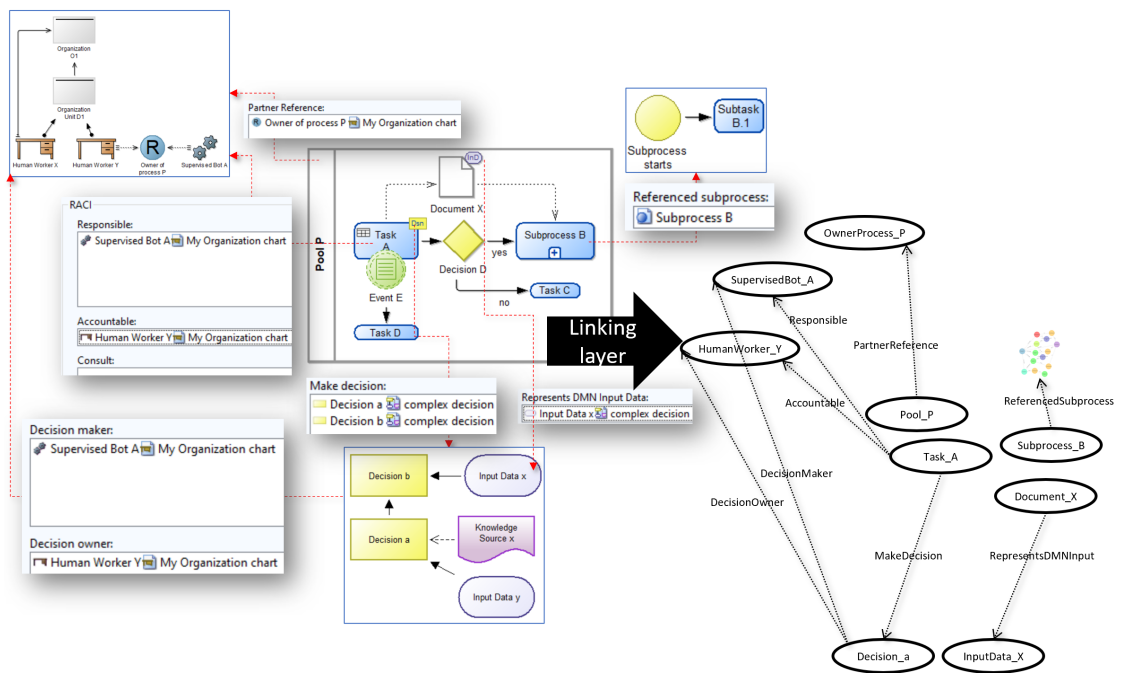 Organization
O1
Organization
Unit D1
Human Worker X
Human Worker Y
R
Owner of
process P
Supervised Bot A
Partner Reference:
R Owner of process P My Organization chart
RACI
Responsible:
Supervised Bot A My Organization chart
Accountable:
Human Worker Y My Organization chart
Consult:
Pool P
InD
Document X
Qsn
Task
A
Decision D
yes
no
Subprocess B
Event E
Task C
Task D
Subprocess
starts
Subtask
B.1
Referenced subprocess:
Subprocess B
Linking
layer
Make decision:
Decision a complex decision
Decision b complex decision
Represents DMN Input Data:
Input Data x complex decision
Decision maker:
Supervised Bot A My Organization chart
Decision owner:
Human Worker Y My Organization chart
Decision b
Input Data x
Decision a
Knowledge
Source x
Input Data y
OwnerProcess_P
SupervisedBot_A
Responsible
HumanWorker_Y
PartnerReference
Accountable
ReferencedSubprocess
Pool_P
Task_A
Subprocess_B
DecisionMaker
DecisionOwner
Document_X
MakeDecision
RepresentsDMNInput
Decision_a
InputData_X